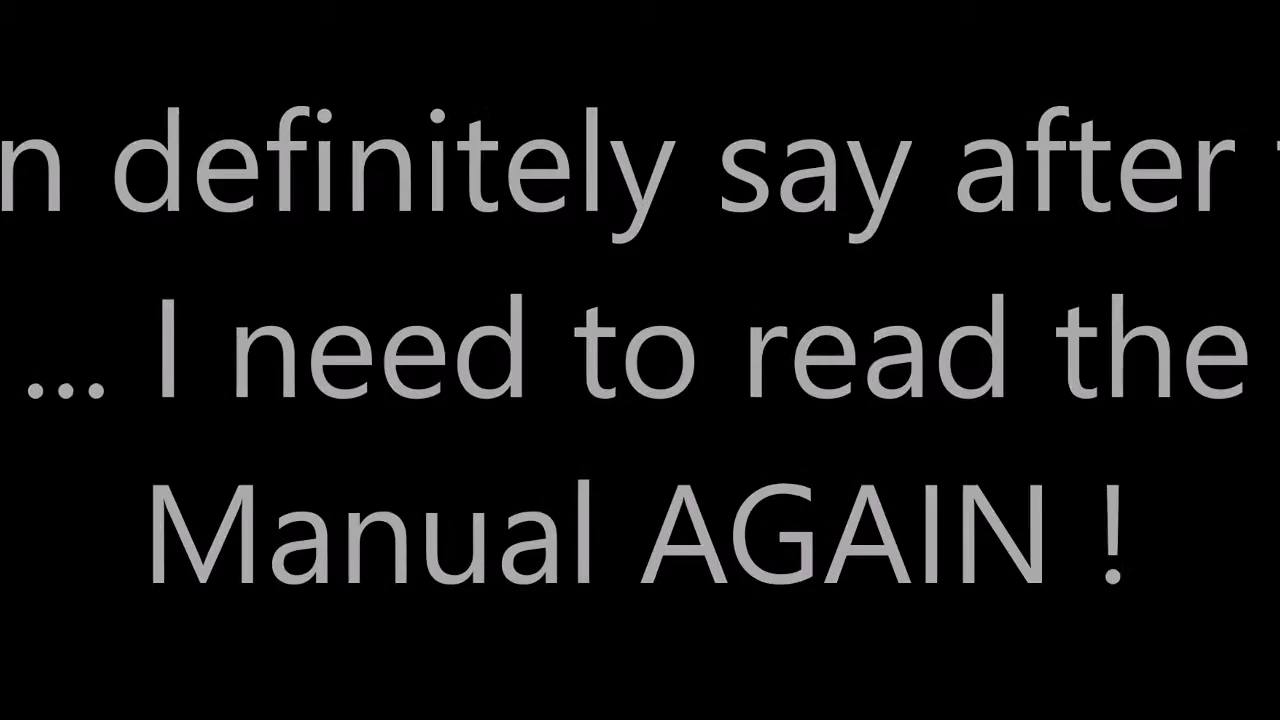 n definitely say after
... I need to read the
Manual AGAIN !